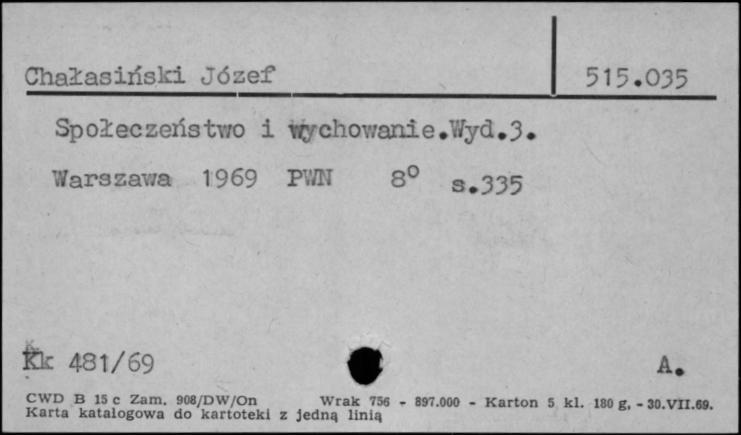 Chałasiński Józef 515.035
Społeczeństwo i wychowanie.Wyd.3.
Warszawa 1969 PWN 8° s.335
Kk 481/69 A.
CWD B 15 c Zam. 908/DW/On Wrak 756 - 897.000 - Karton 5 kl. 180 g, - 30.VII.69.
Karta katalogowa do kartoteki z jedną linią